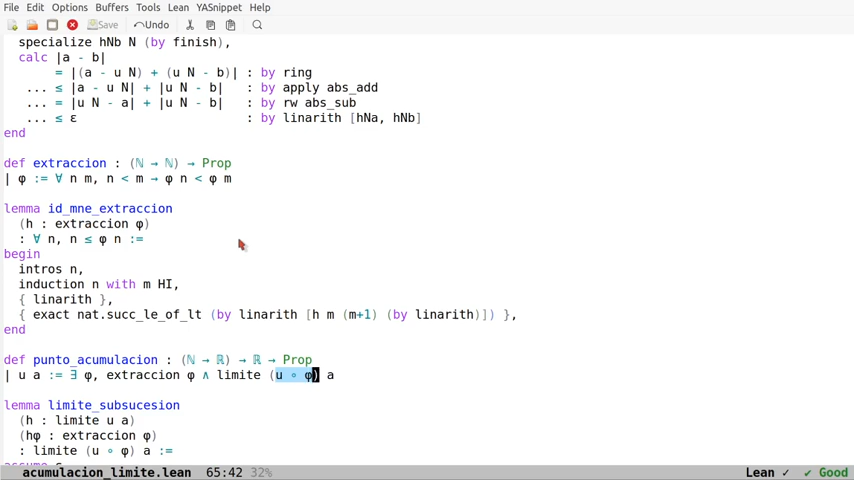 File Edit Options Buffers Tools Lean YASnippet Help
Save Undo
specialize hNb N (by finish),
calc |a - b|
= |(a - u N) + (u N - b)| : by ring
... ≤ |a - u N| + |u N - b| : by apply abs_add
... = |u N - a| + |u N - b| : by rw abs_sub
... ≤ ε : by linarith [hNa, hNb]
end
def extraccion : (ℕ → ℕ) → Prop
| φ := ∀ n m, n < m → φ n < φ m
lemma id_mne_extraccion
(h : extraccion φ)
: ∀ n, n ≤ φ n :=
begin
intros n,
induction n with m HI,
{ linarith },
{ exact nat.succ_le_of_lt (by linarith [h m (m+1) (by linarith)]) },
end
def punto_acumulacion : (ℕ → ℝ) → ℝ → Prop
| u a := ∃ φ, extraccion φ ∧ limite (u ∘ φ) a
lemma limite_subsucesion
(h : limite u a)
(hφ : extraccion φ)
: limite (u ∘ φ) a :=
assume ε
acumulacion_limite.lean 65:42 32% Lean ✓ ✓ Good